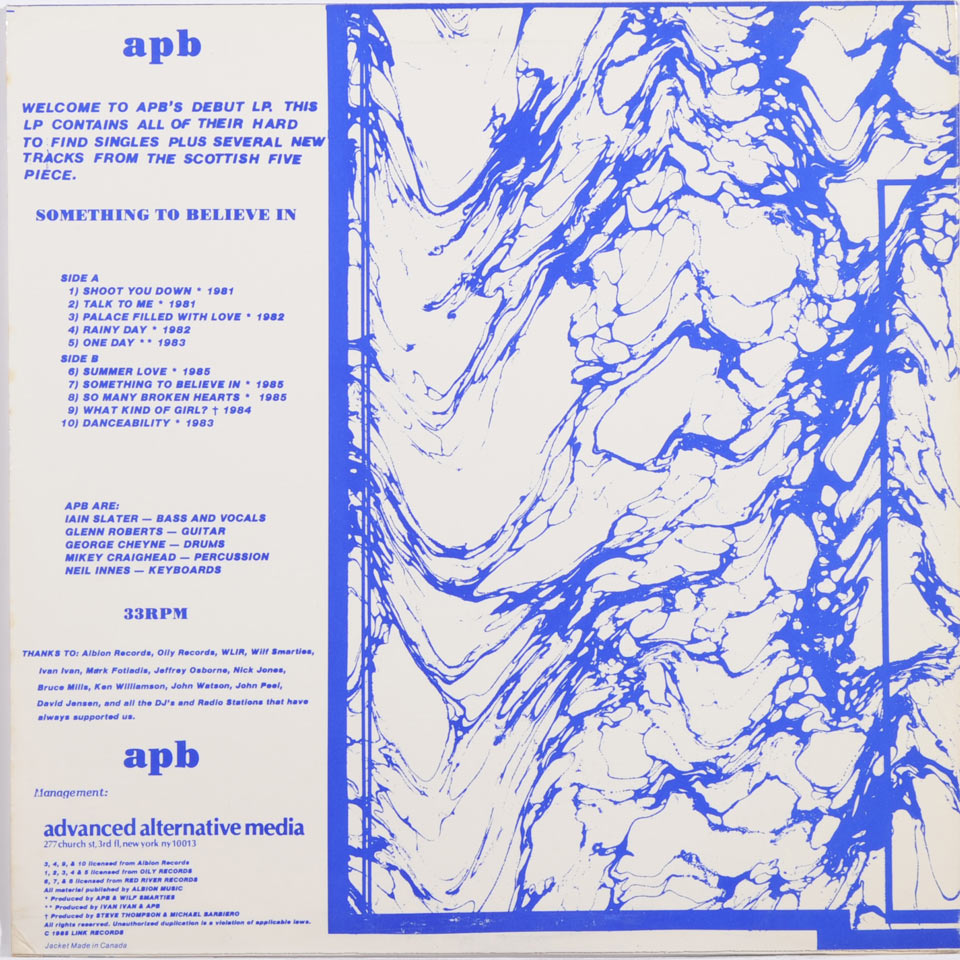 apb
WELCOME TO APB'S DEBUT LP. THIS
LP CONTAINS ALL OF THEIR HARD
TO FIND SINGLES PLUS SEVERAL NEW
TRACKS FROM THE SCOTTISH FIVE
PIECE.
SOMETHING TO BELIEVE IN
SIDE A
1) SHOOT YOU DOWN * 1981
2) TALK TO ME * 1981
3) PALACE FILLED WITH LOVE * 1982
4) RAINY DAY * 1982
5) ONE DAY ** 1983
SIDE B
6) SUMMER LOVE * 1985
7) SOMETHING TO BELIEVE IN * 1985
8) SO MANY BROKEN HEARTS * 1985
9) WHAT KIND OF GIRL? † 1984
10) DANCEABILITY * 1983
APB ARE:
IAIN SLATER — BASS AND VOCALS
GLENN ROBERTS — GUITAR
GEORGE CHEYNE — DRUMS
MIKEY CRAIGHEAD — PERCUSSION
NEIL INNES — KEYBOARDS
33RPM
THANKS TO: Albion Records, Oily Records, WLIR, Wilf Smarties,
Ivan Ivan, Mark Potiadis, Jeffrey Osborne, Nick Jones,
Bruce Mills, Ken Williamson, John Watson, John Peel,
David Jensen, and all the DJ's and Radio Stations that have
always supported us.
apb
Management:
advanced alternative media
277 church st, 3rd fl, new york ny 10013
3, 4, 9, & 10 licensed from Albion Records
1, 2, 3, 4 & 5 licensed from OILY RECORDS
6, 7, & 8 licensed from RED RIVER RECORDS
All material published by ALBION MUSIC
* Produced by APB & WILF SMARTIES
** Produced by IVAN IVAN & APB
† Produced by STEVE THOMPSON & MICHAEL BARBIERO
All rights reserved. Unauthorized duplication is a violation of applicable laws.
C 1985 LINK RECORDS
Jacket Made in Canada